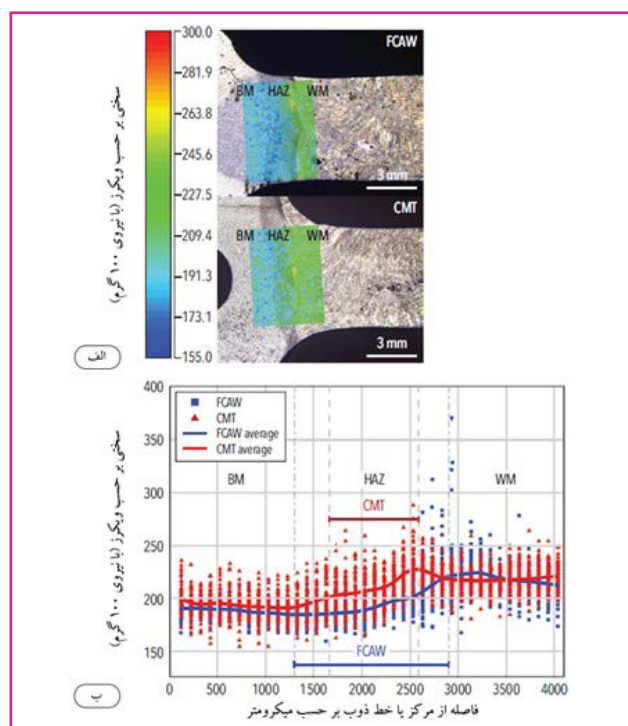 سختی بر حسب ویکرز (با نیروی ۱۰۰ گرم)
300.0
281.9
263.8
245.6
227.5
209.4
191.3
173.1
155.0
FCAW
BM HAZ WM
3 mm
CMT
BM HAZ WM
3 mm
الف
سختی بر حسب ویکرز (با نیروی ۱۰۰ گرم)
400
350
300
250
200
150
FCAW
CMT
FCAW average
CMT average
BM
HAZ
WM
CMT
FCAW
0 500 1000 1500 2000 2500 3000 3500 4000
فاصله از مرکز یا خط ذوب بر حسب میکرومتر
ب